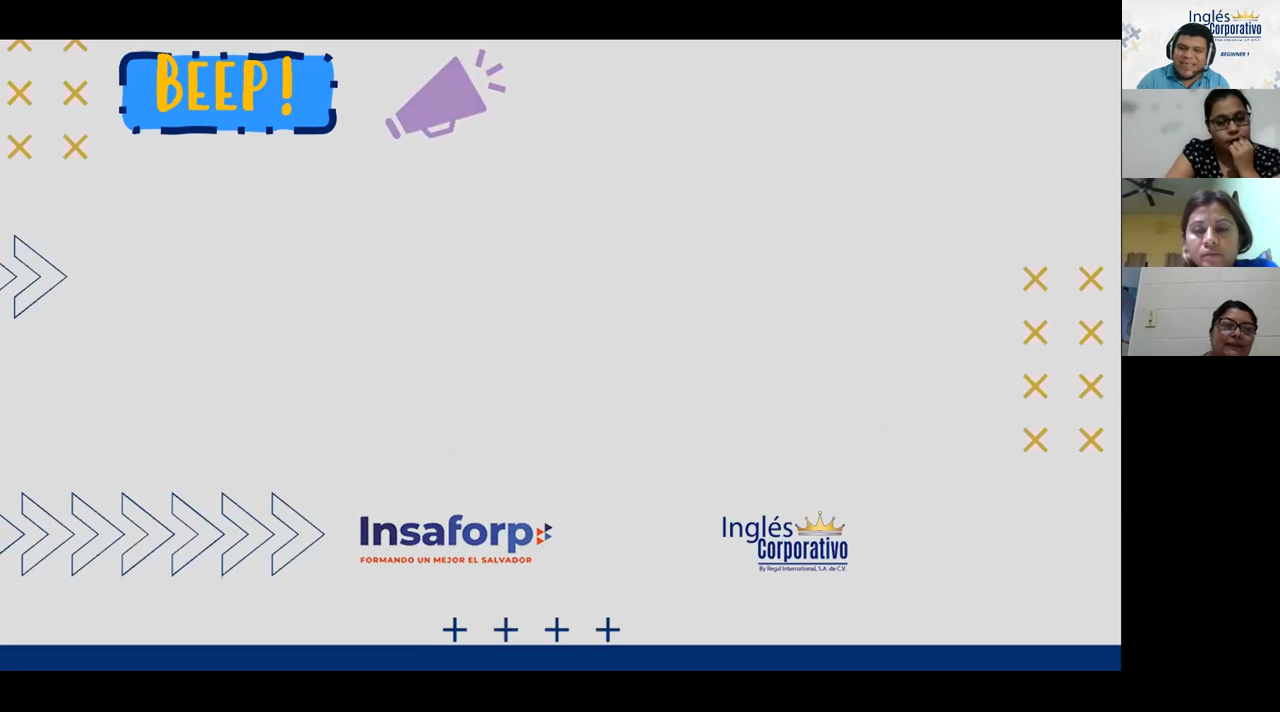 BEEP!
Insaforp
FORMANDO UN MEJOR EL SALVADOR
Inglés
Corporativo
By Regal International, S.A. de C.V.
Inglés
Corporativo
BEGINNER 1